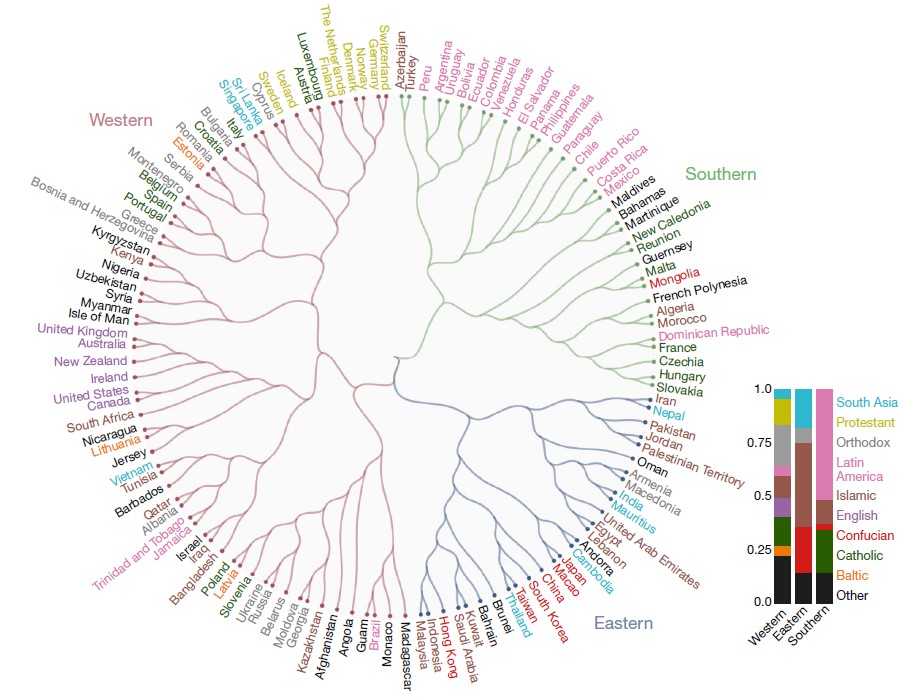 Western
Southern
Eastern
Azerbaijan
Turkey
Peru
Argentina
Uruguay
Bolivia
Ecuador
Colombia
Venezuela
Honduras
El Salvador
Panama
Philippines
Guatemala
Paraguay
Chile
Puerto Rico
Costa Rica
Mexico
Maldives
Bahamas
Martinique
New Caledonia
Reunion
Guernsey
Malta
Mongolia
French Polynesia
Algeria
Morocco
Dominican Republic
France
Czechia
Hungary
Slovakia
Iran
Nepal
Pakistan
Jordan
Palestinian Territory
Oman
Armenia
Macedonia
India
Mauritius
United Arab Emirates
Egypt
Lebanon
Andorra
Cambodia
Japan
Macao
China
South Korea
Taiwan
Thailand
Brunei
Bahrain
Kuwait
Saudi Arabia
Hong Kong
Indonesia
Malaysia
Madagascar
Monaco
Brazil
Guam
Angola
Afghanistan
Kazakhstan
Georgia
Moldova
Belarus
Russia
Ukraine
Slovenia
Latvia
Poland
Bangladesh
Iraq
Israel
Jamaica
Trinidad and Tobago
Albania
Qatar
Barbados
Tunisia
Vietnam
Jersey
Lithuania
Nicaragua
South Africa
Canada
United States
Ireland
New Zealand
Australia
United Kingdom
Isle of Man
Myanmar
Syria
Uzbekistan
Nigeria
Kenya
Kyrgyzstan
Bosnia and Herzegovina
Greece
Portugal
Spain
Belgium
Montenegro
Serbia
Estonia
Romania
Croatia
Bulgaria
Italy
Singapore
Sri Lanka
Cyprus
Sweden
Iceland
Austria
Luxembourg
Finland
The Netherlands
Denmark
Norway
Germany
Switzerland
1.0
0.75
0.5
0.25
0.0
South Asia
Protestant
Orthodox
Latin
America
Islamic
English
Confucian
Catholic
Baltic
Other
Western
Eastern
Southern